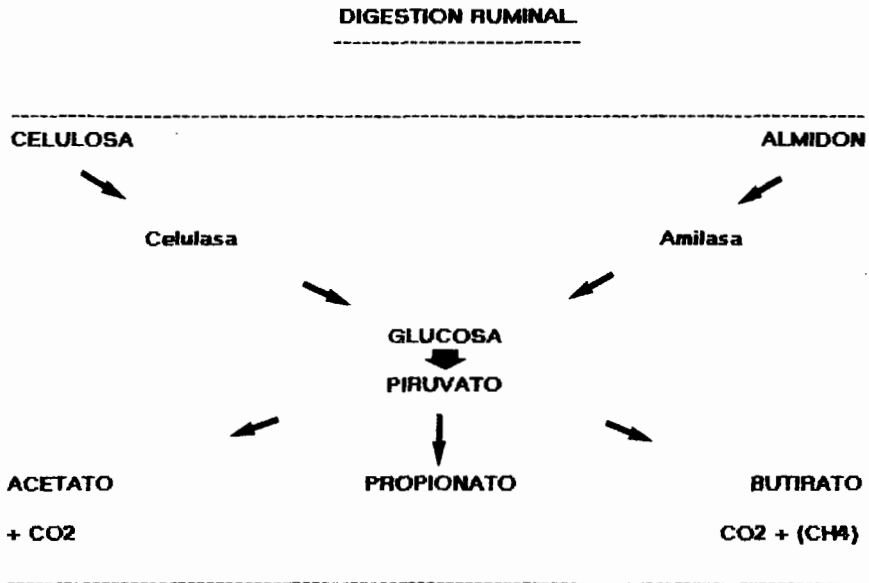 DIGESTION RUMINAL
CELULOSA ALMIDON
Celulasa Amilasa
GLUCOSA
PIRUVATO
ACETATO PROPIONATO BUTIRATO
+ CO2 CO2 + (CH4)